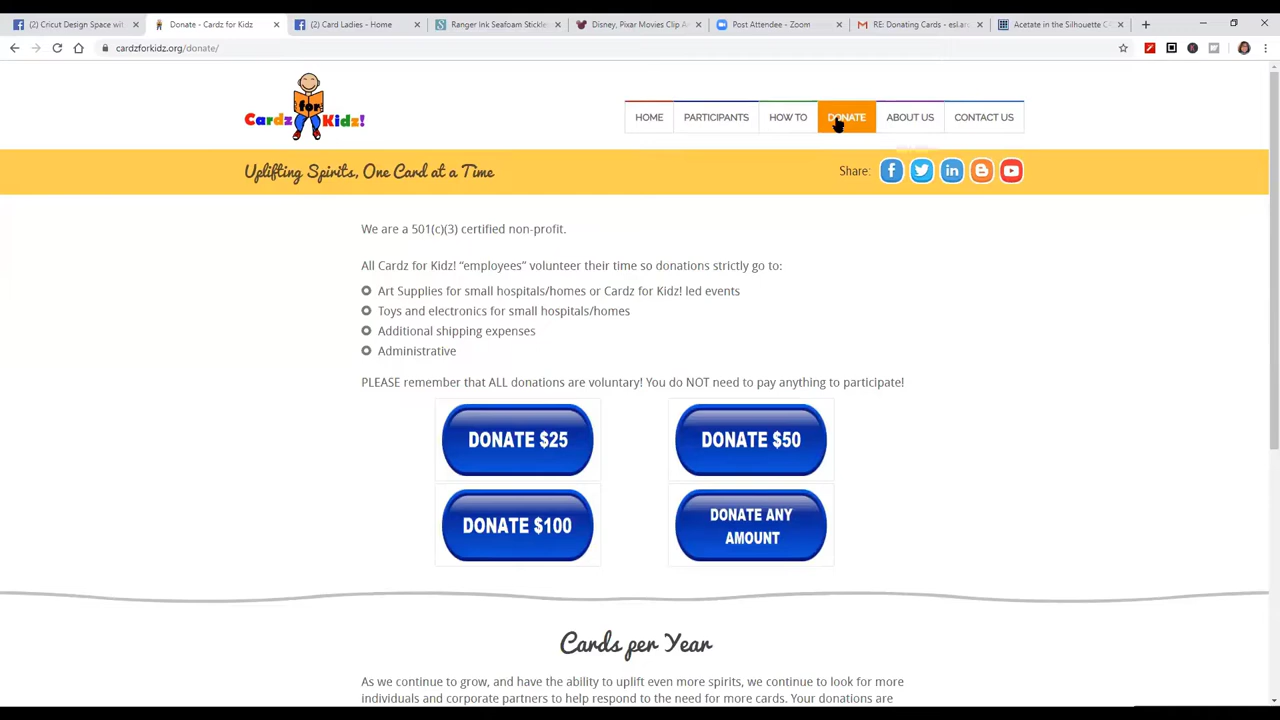 (2) Cricut Design Space wit
Donate - Cardz for Kidz
(2) Card Ladies - Home
Ranger Ink Seafoam Stickle
Disney, Pixar Movies Clip A
Post Attendee - Zoom
RE: Donating Cards - esl.arc
Acetate in the Silhouette C
cardzforkidz.org/donate/
for
Cardz Kidz!
HOME PARTICIPANTS HOW TO DONATE ABOUT US CONTACT US
Uplifting Spirits, One Card at a Time
Share:
We are a 501(c)(3) certified non-profit.
All Cardz for Kidz! “employees” volunteer their time so donations strictly go to:
Art Supplies for small hospitals/homes or Cardz for Kidz! led events
Toys and electronics for small hospitals/homes
Additional shipping expenses
Administrative
PLEASE remember that ALL donations are voluntary! You do NOT need to pay anything to participate!
DONATE $25
DONATE $50
DONATE $100
DONATE ANY
AMOUNT
Cards per Year
As we continue to grow, and have the ability to uplift even more spirits, we continue to look for more
individuals and corporate partners to help respond to the need for more cards. Your donations are